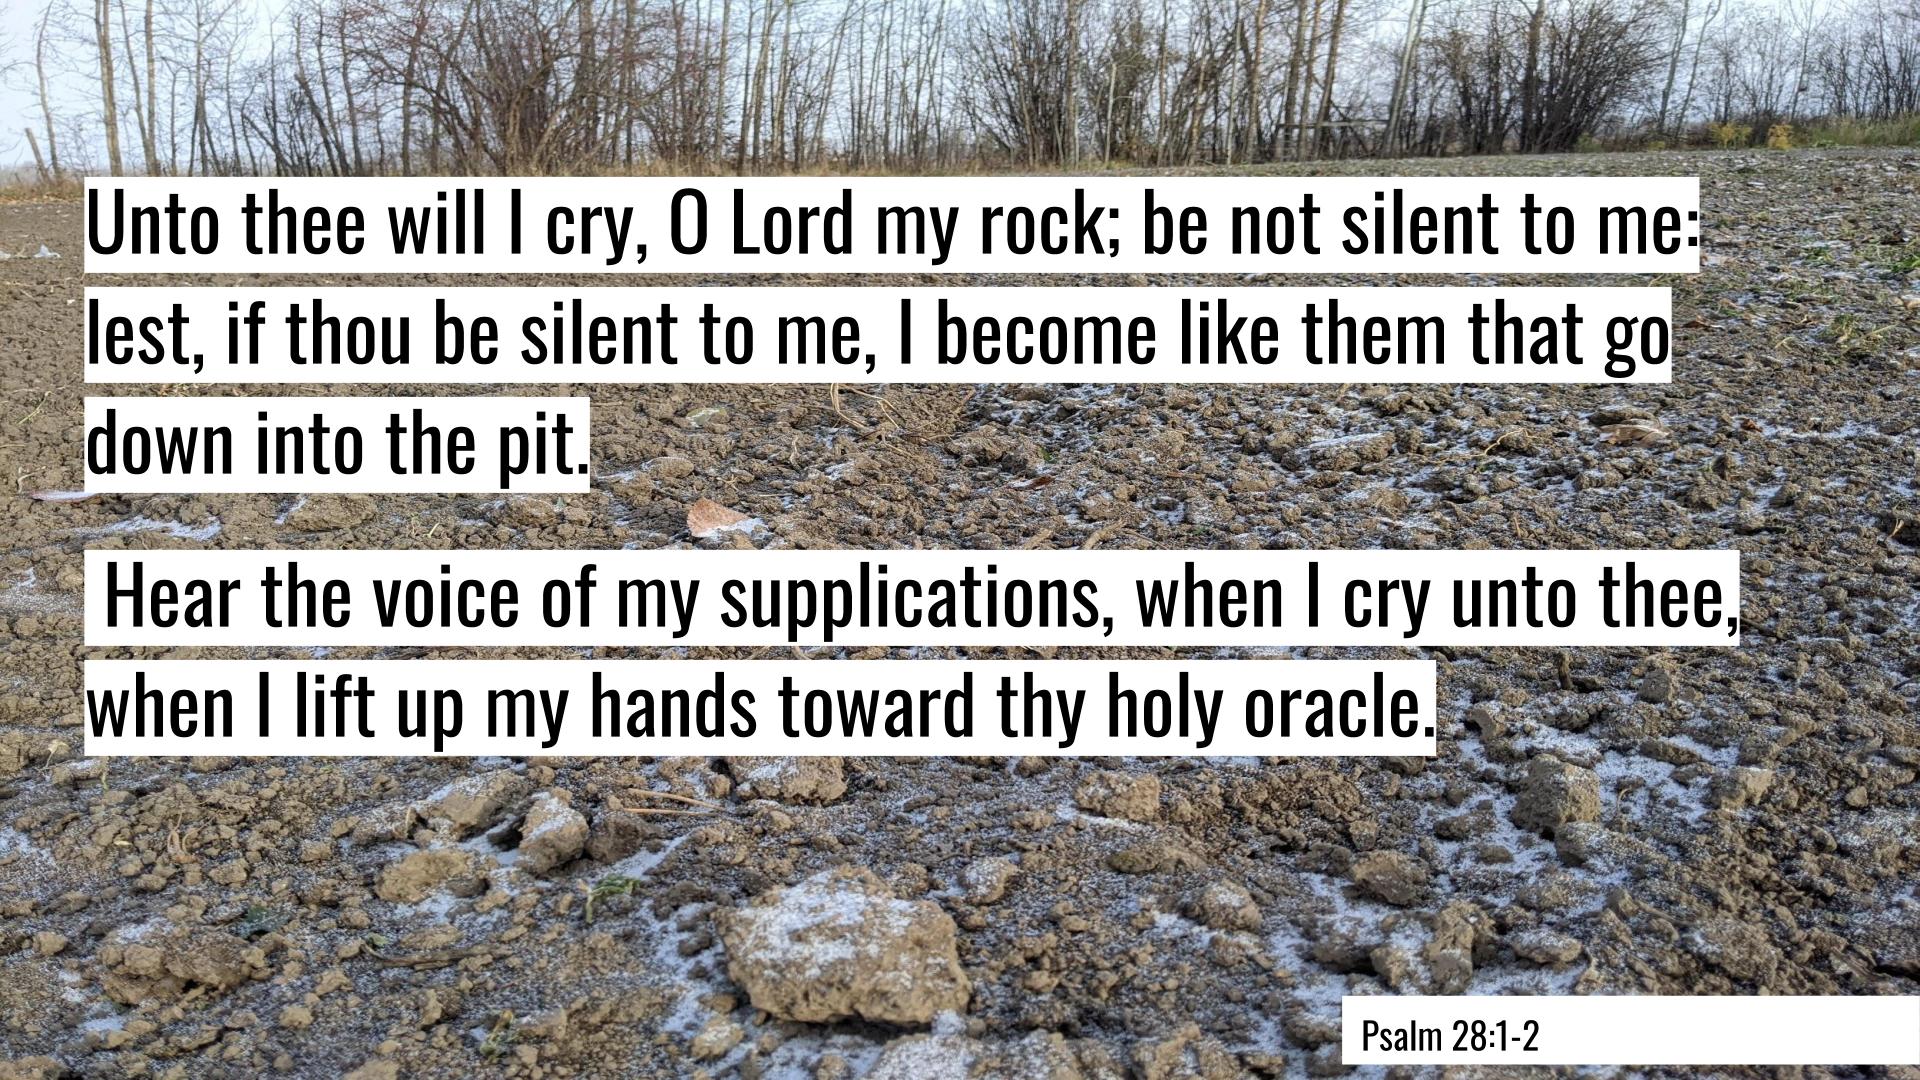 Unto thee will I cry, O Lord my rock; be not silent to me:
lest, if thou be silent to me, I become like them that go
down into the pit.
Hear the voice of my supplications, when I cry unto thee,
when I lift up my hands toward thy holy oracle.
Psalm 28:1-2